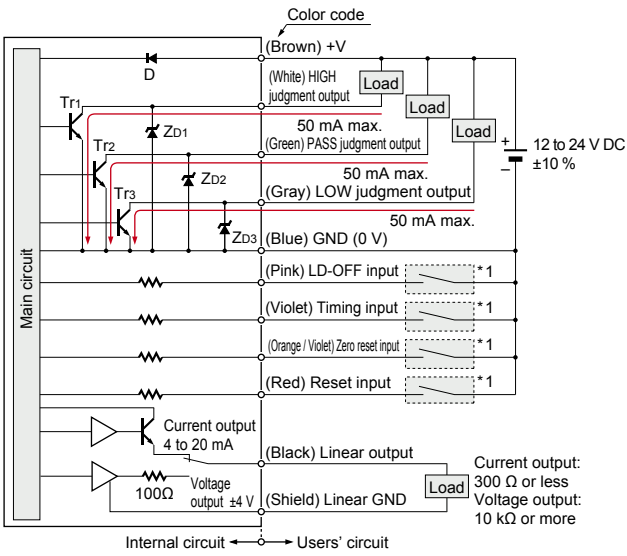 Color code
(Brown) +V
D
(White) HIGH
judgment output
Load
Tr1
Load
ZD1
50 mA max.
Load
+
12 to 24 V DC
±10 %
–
Tr2
(Green) PASS judgment output
ZD2
50 mA max.
Tr3
(Gray) LOW judgment output
50 mA max.
ZD3
(Blue) GND (0 V)
Main circuit
(Pink) LD-OFF input
*1
(Violet) Timing input
*1
(Orange / Violet) Zero reset input
*1
(Red) Reset input
*1
Current output
4 to 20 mA
(Black) Linear output
Load
Current output:
300 Ω or less
Voltage output:
10 kΩ or more
100Ω
Voltage
output ±4 V
(Shield) Linear GND
Internal circuit
Users' circuit